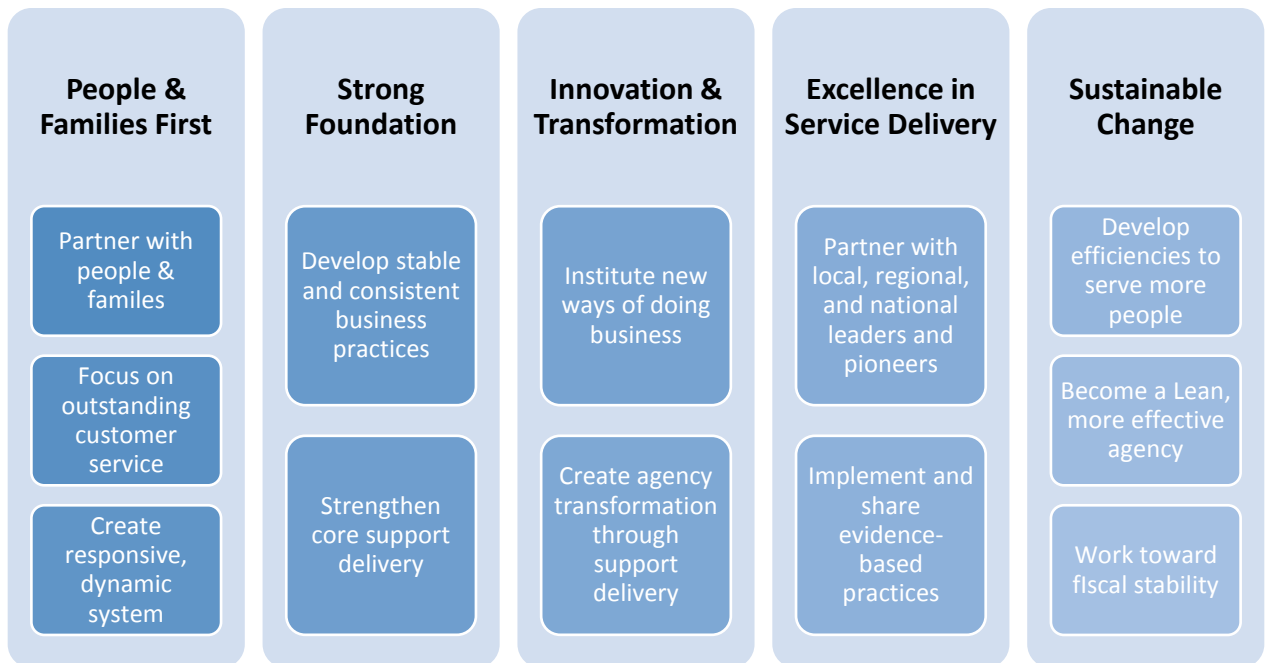 People &
Families First
Partner with
people &
familes
Focus on
outstanding
customer
service
Create
responsive,
dynamic
system
Strong
Foundation
Develop stable
and consistent
business
practices
Strengthen
core support
delivery
Innovation &
Transformation
Institute new
ways of doing
business
Create agency
transformation
through
support
delivery
Excellence in
Service Delivery
Partner with
local, regional,
and national
leaders and
pioneers
Implement and
share
evidence-
based
practices
Sustainable
Change
Develop
efficiencies to
serve more
people
Become a Lean,
more effective
agency
Work toward
fIscal stability